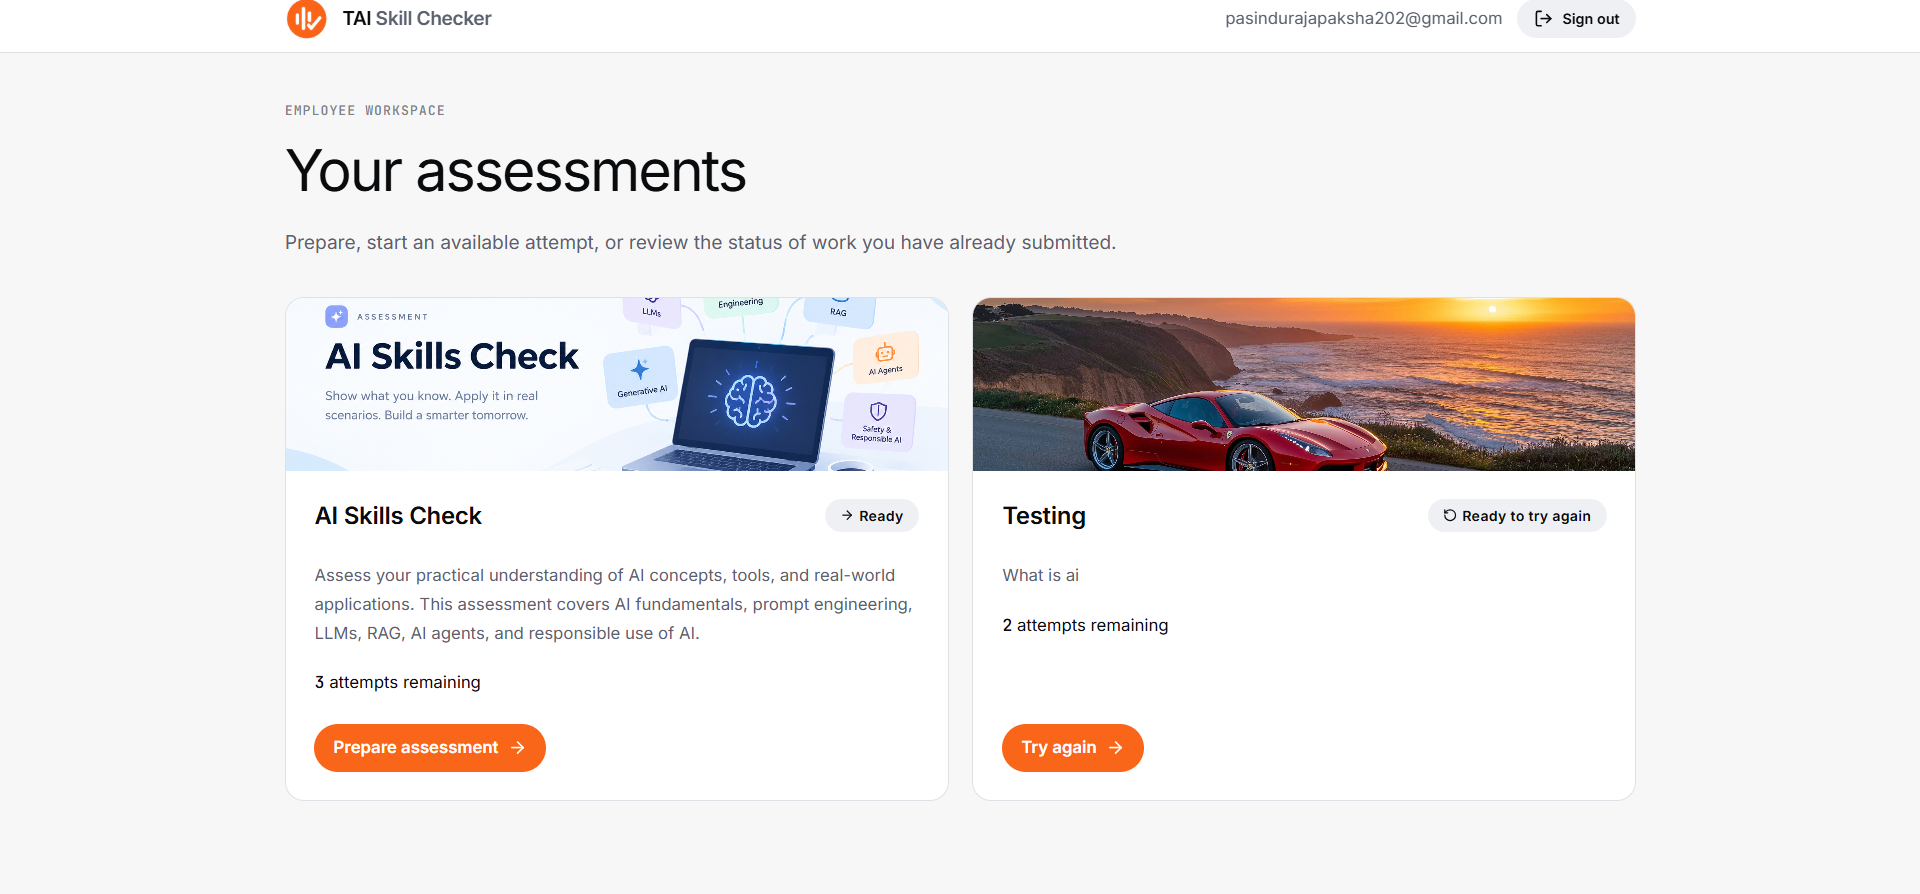 TAI Skill Checker
pasindurajapaksha202@gmail.com
Sign out
EMPLOYEE WORKSPACE
Your assessments
Prepare, start an available attempt, or review the status of work you have already submitted.
ASSESSMENT
AI Skills Check
Show what you know. Apply it in real
scenarios. Build a smarter tomorrow.
LLMs
Engineering
RAG
Generative AI
AI Agents
Safety &
Responsible AI
AI Skills Check
Ready
Assess your practical understanding of AI concepts, tools, and real-world
applications. This assessment covers AI fundamentals, prompt engineering,
LLMs, RAG, AI agents, and responsible use of AI.
3 attempts remaining
Prepare assessment
Testing
Ready to try again
What is ai
2 attempts remaining
Try again